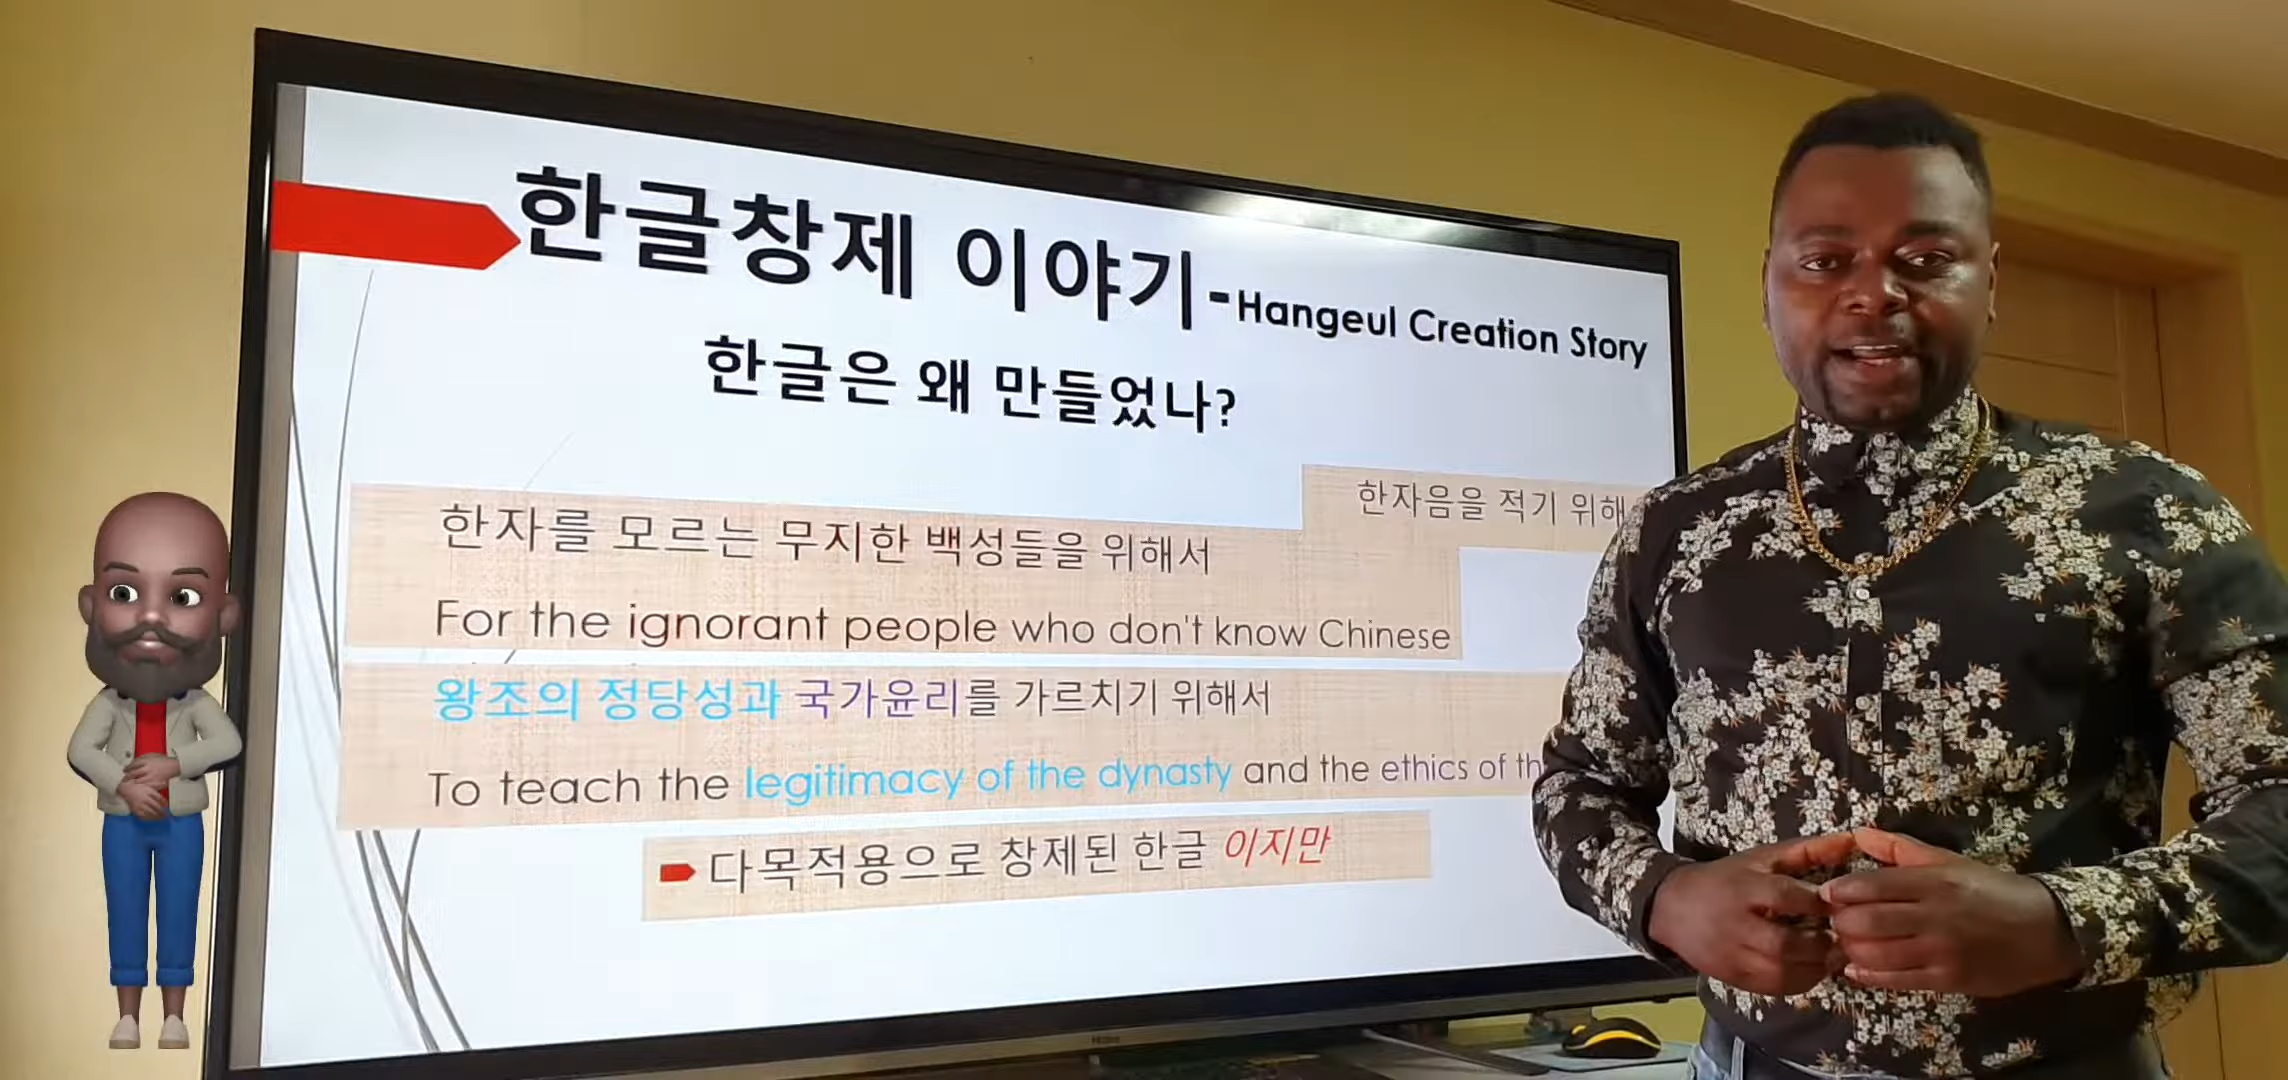 한글창제 이야기-Hangeul Creation Story
한글은 왜 만들었나?
한자음을 적기 위해
한자를 모르는 무지한 백성들을 위해서
For the ignorant people who don't know Chinese
왕조의 정당성과 국가윤리를 가르치기 위해서
To teach the legitimacy of the dynasty and the ethics of th
다목적용으로 창제된 한글 이지만